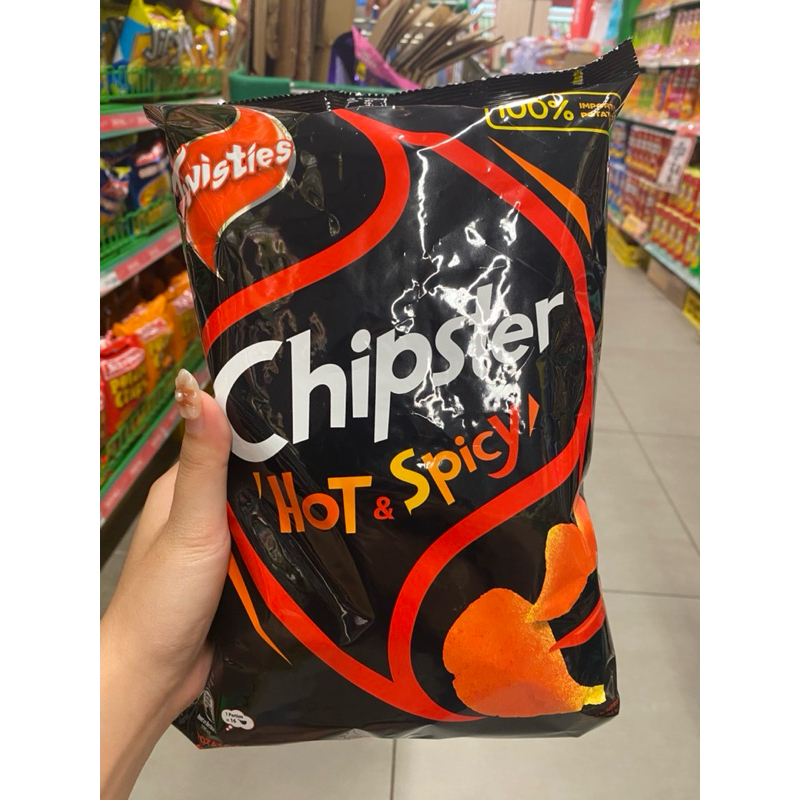 Twisties
100%
Chipster
HOT & Spicy